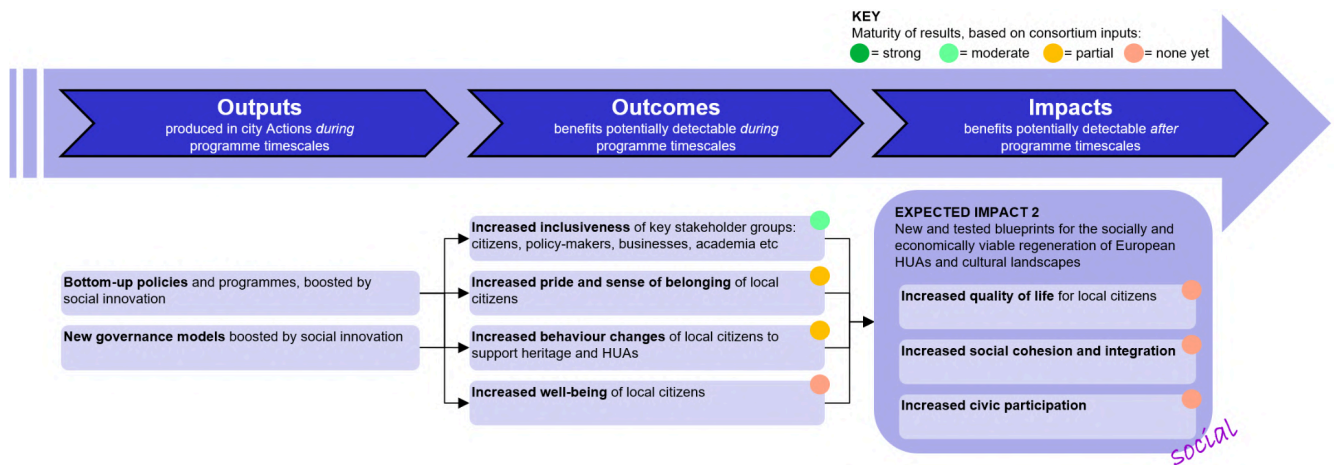 KEY
Maturity of results, based on consortium inputs:
= strong = moderate = partial = none yet
Outputs
produced in city Actions during
programme timescales
Outcomes
benefits potentially detectable during
programme timescales
Impacts
benefits potentially detectable after
programme timescales
Bottom-up policies and programmes, boosted by
social innovation
New governance models boosted by social innovation
Increased inclusiveness of key stakeholder groups:
citizens, policy-makers, businesses, academia etc
Increased pride and sense of belonging of local
citizens
Increased behaviour changes of local citizens to
support heritage and HUAs
Increased well-being of local citizens
EXPECTED IMPACT 2
New and tested blueprints for the socially and
economically viable regeneration of European
HUAs and cultural landscapes
Increased quality of life for local citizens
Increased social cohesion and integration
Increased civic participation
social